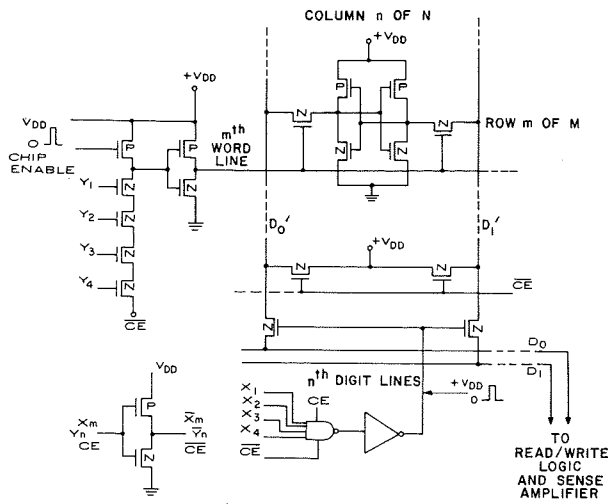 COLUMN n OF N
+VDD
P
P
N
N
N
N
ROW m OF M
+VDD
VDD
0
CHIP
ENABLE
P
P
N
N
mth
WORD
LINE
Y1
Y2
N
Y3
N
Y4
N
CE
D0'
D1'
+VDD
N
N
CE
N
N
D0
D1
nth DIGIT LINES
VDD
P
N
Xm
Yn
CE
Xm
Yn
CE
X1
X2
X3
X4
CE
CE
+VDD
0
TO
READ/WRITE
LOGIC
AND SENSE
AMPLIFIER